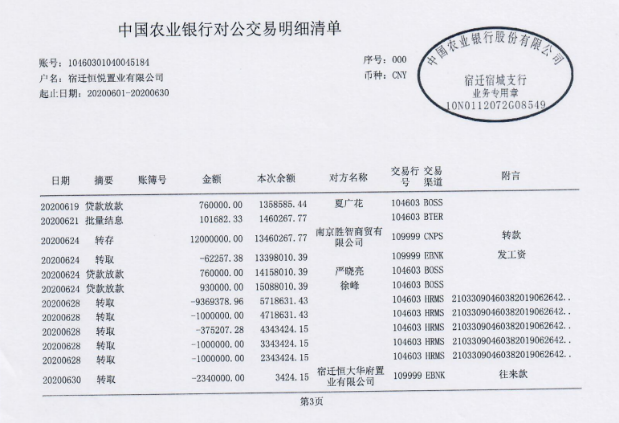 中国农业银行对公交易明细清单
账号: 10460301040045184
序号: 000
户名: 宿迁恒悦置业有限公司
币种: CNY
起止日期: 20200601-20200630
中国农业银行股份有限公司
宿迁宿城支行
业务专用章
10N0112072G08549
日期 摘要 账簿号 金额 本次余额 对方名称 交易行号 交易渠道 附言
20200619 贷款放款 760000.00 1358585.44 夏广花 104603 BOSS
20200621 批量结息 101682.33 1460267.77 104603 BTER
20200624 转存 12000000.00 13460267.77 南京胜智商贸有限公司 109999 CNPS 转款
20200624 转取 -62257.38 13398010.39 109999 EBNK 发工资
20200624 贷款放款 760000.00 14158010.39 严晓亮 104603 BOSS
20200624 贷款放款 930000.00 15088010.39 徐峰 104603 BOSS
20200628 转取 -9369378.96 5718631.43 104603 HRMS 21033090460382019062642..
20200628 转取 -1000000.00 4718631.43 104603 HRMS 21033090460382019062642..
20200628 转取 -375207.28 4343424.15 104603 HRMS 21033090460382019062642..
20200628 转取 -1000000.00 3343424.15 104603 HRMS 21033090460382019062642..
20200628 转取 -1000000.00 2343424.15 104603 HRMS 21033090460382019062642..
20200630 转取 -2340000.00 3424.15 宿迁恒大华府置业有限公司 109999 EBNK 往来款
第3页